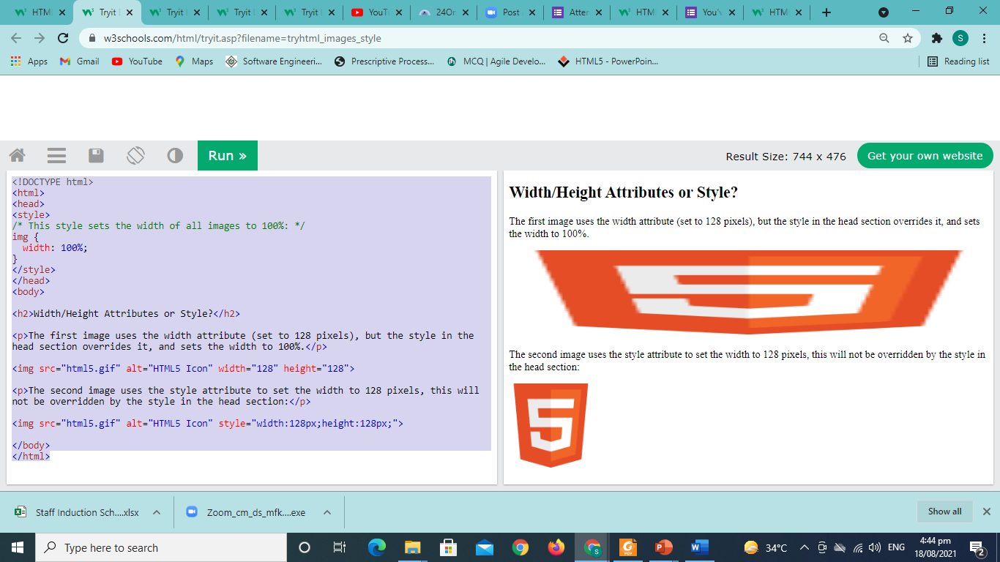 HTM
Tryit
Tryit
Tryit
Tryit
YouT
24Or
Post
Atten
HTM
You'v
HTM
w3schools.com/html/tryit.asp?filename=tryhtml_images_style
S
Apps
Gmail
YouTube
Maps
Software Engineeri...
Prescriptive Process...
MCQ | Agile Develo...
HTML5 - PowerPoin...
Reading list
Run »
Result Size: 744 x 476
Get your own website
<!DOCTYPE html>
<html>
<head>
<style>
/* This style sets the width of all images to 100%: */
img {
  width: 100%;
}
</style>
</head>
<body>
<h2>Width/Height Attributes or Style?</h2>
<p>The first image uses the width attribute (set to 128 pixels), but the style in the
head section overrides it, and sets the width to 100%.</p>
<img src="html5.gif" alt="HTML5 Icon" width="128" height="128">
<p>The second image uses the style attribute to set the width to 128 pixels, this will
not be overridden by the style in the head section:</p>
<img src="html5.gif" alt="HTML5 Icon" style="width:128px;height:128px;">
</body>
</html>
Width/Height Attributes or Style?
The first image uses the width attribute (set to 128 pixels), but the style in the head section overrides it, and sets
the width to 100%.
5
The second image uses the style attribute to set the width to 128 pixels, this will not be overridden by the style in
the head section:
5
Staff Induction Sch....xlsx
Zoom_cm_ds_mfk....exe
Show all
Type here to search
34°C
ENG
4:44 pm
18/08/2021
2